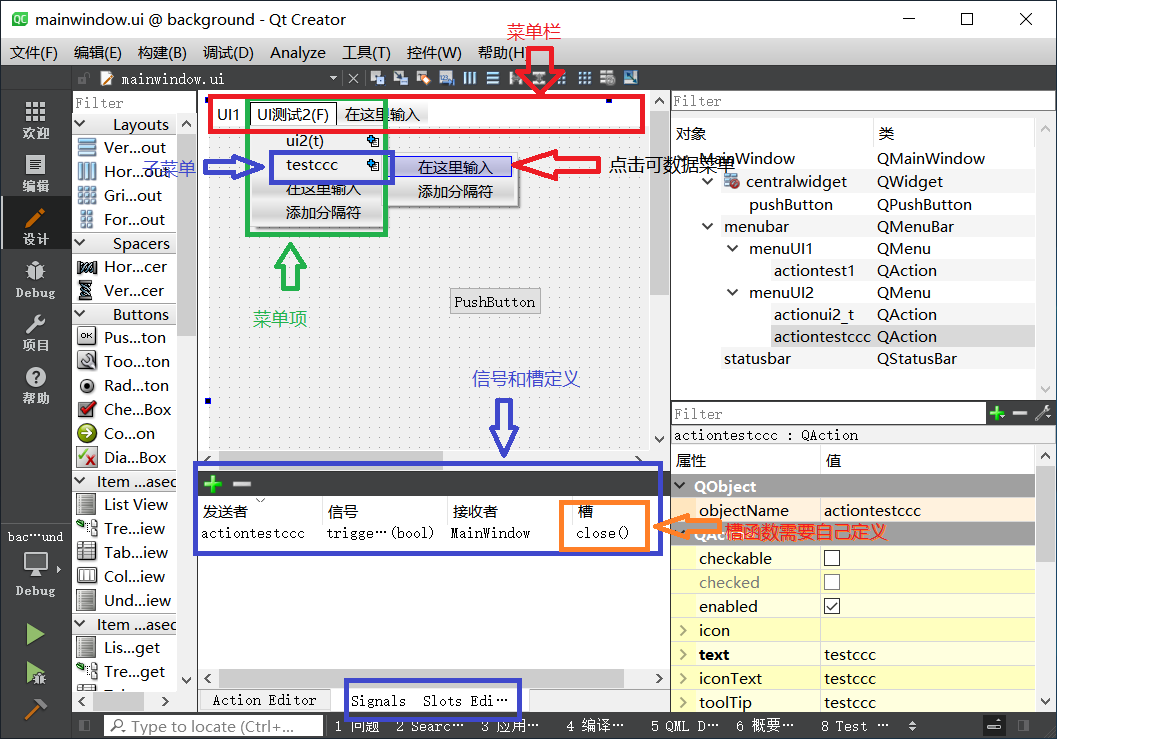 mainwindow.ui @ background - Qt Creator
文件(F) 编辑(E) 构建(B) 调试(D) Analyze 工具(T) 控件(W) 帮助(H
菜单栏
mainwindow.ui
欢迎
编辑
设计
Debug
项目
帮助
bac···und
Debug
Filter
Layouts
Ver...out
Hor...out
Gri...out
For...out
Spacers
Hor...cer
Ver...cer
Buttons
Pus...ton
Too...ton
Rad...ton
Che...Box
Co...on
Dia...Box
Item ...asec
List View
Tre...iew
Tab...iew
Col...iew
Und...iew
Item ...asec
Lis...get
Tre...get
UI1 UI测试2(F) 在这里输入
ui2(t)
子菜单
testccc
在这里输入
点击可数据菜单
在这里输入
添加分隔符
添加分隔符
菜单项
PushButton
信号和槽定义
发送者 信号 接收者 槽
actiontestccc trigge···(bool) MainWindow close()
槽函数需要自己定义
Action Editor Signals Slots Edi···
Filter
对象 类
MainWindow QMainWindow
centralwidget QWidget
pushButton QPushButton
menubar QMenuBar
menuUI1 QMenu
actiontest1 QAction
menuUI2 QMenu
actionui2_t QAction
actiontestccc QAction
statusbar QStatusBar
Filter
actiontestccc : QAction
属性 值
QObject
objectName actiontestccc
checkable
checked
enabled
icon
text testccc
iconText testccc
toolTip testccc
Type to locate (Ctrl+...
1 问题 2 Searc··· 3 应用··· 4 编译··· 5 QML D··· 6 概要··· 8 Test ···